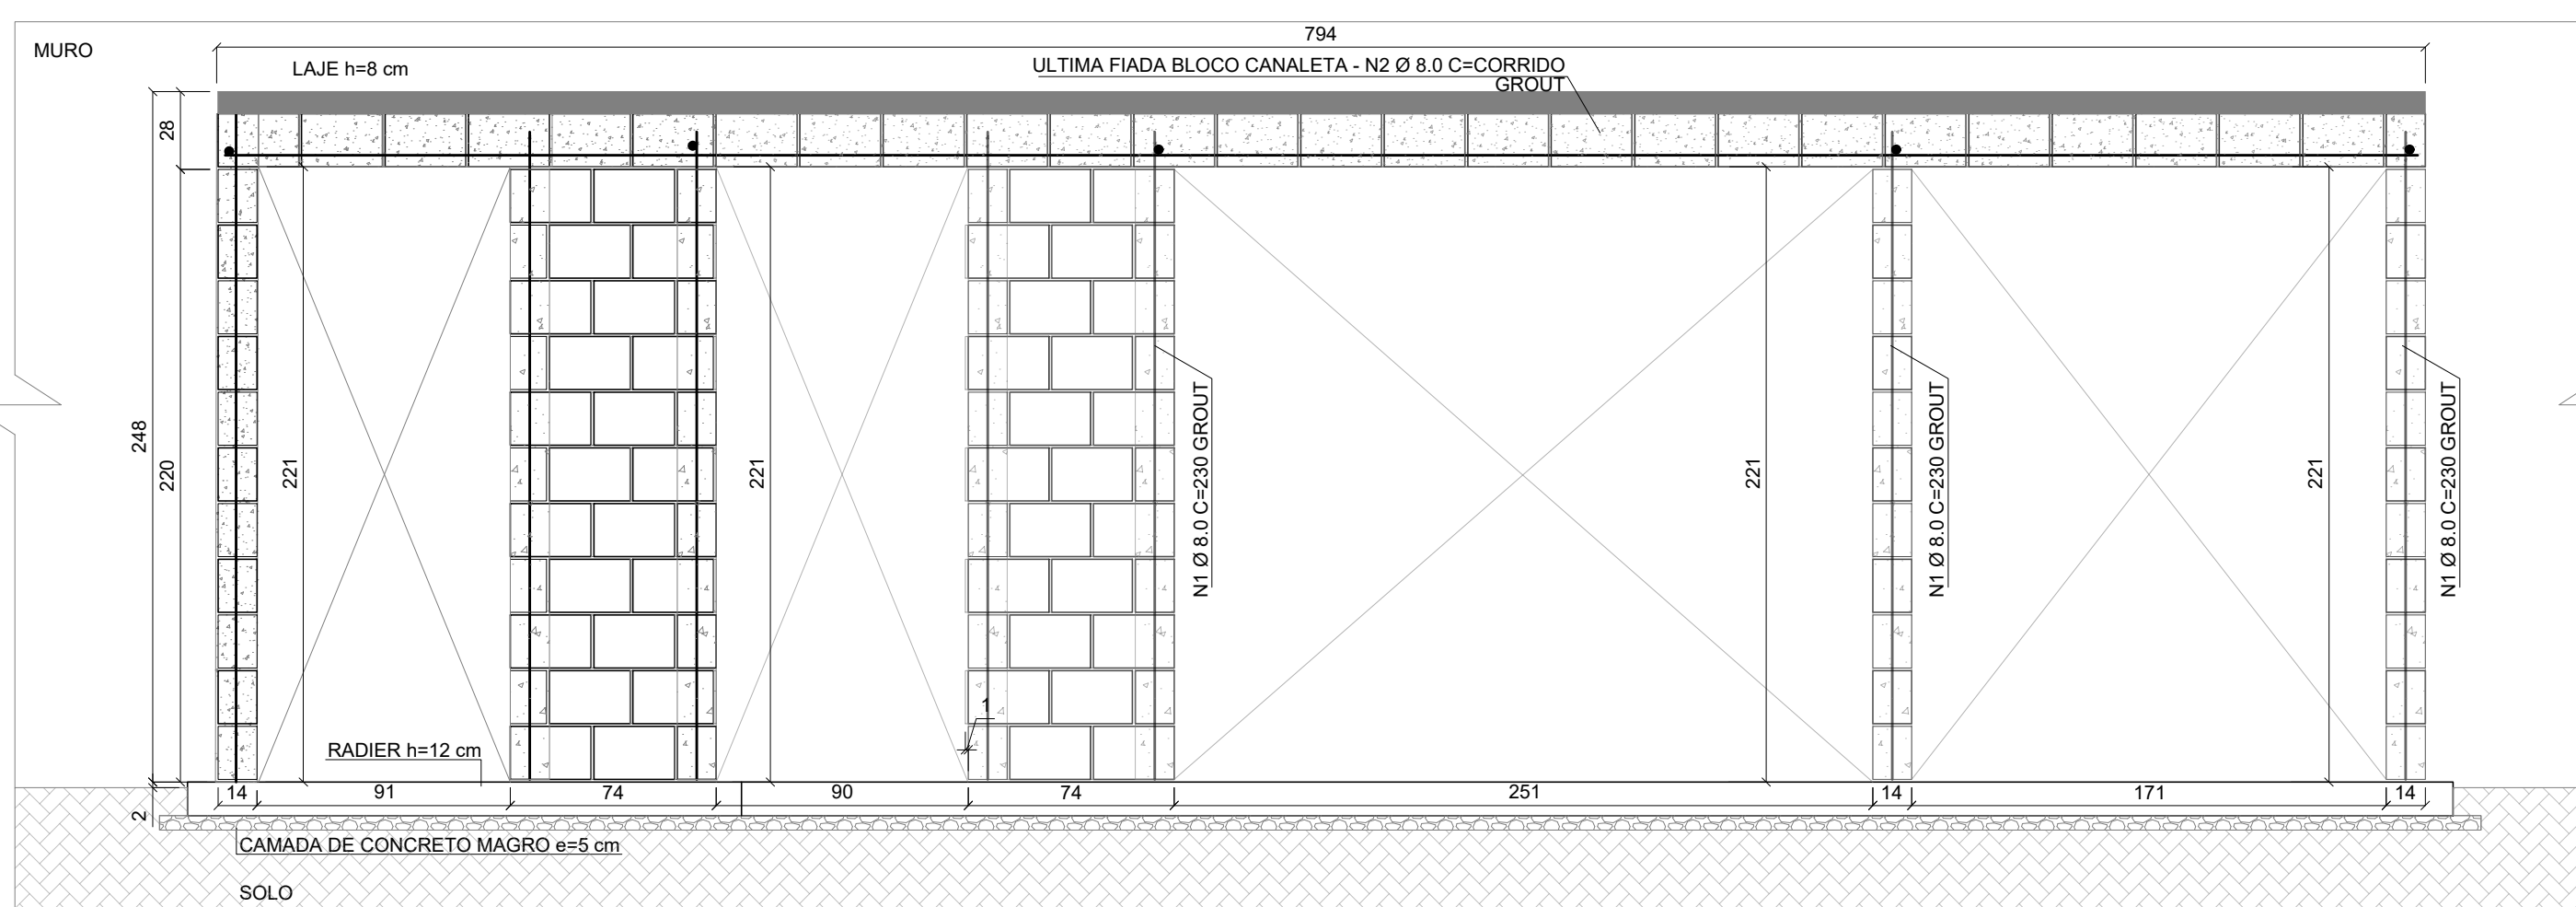 794
MURO
LAJE h=8 cm
ULTIMA FIADA BLOCO CANALETA - N2 Ø 8.0 C=CORRIDO
GROUT
28
248
220
221
221
221
221
N1 Ø 8.0 C=230 GROUT
N1 Ø 8.0 C=230 GROUT
N1 Ø 8.0 C=230 GROUT
1
RADIER h=12 cm
14
91
74
90
74
251
14
171
14
2
CAMADA DE CONCRETO MAGRO e=5 cm
SOLO